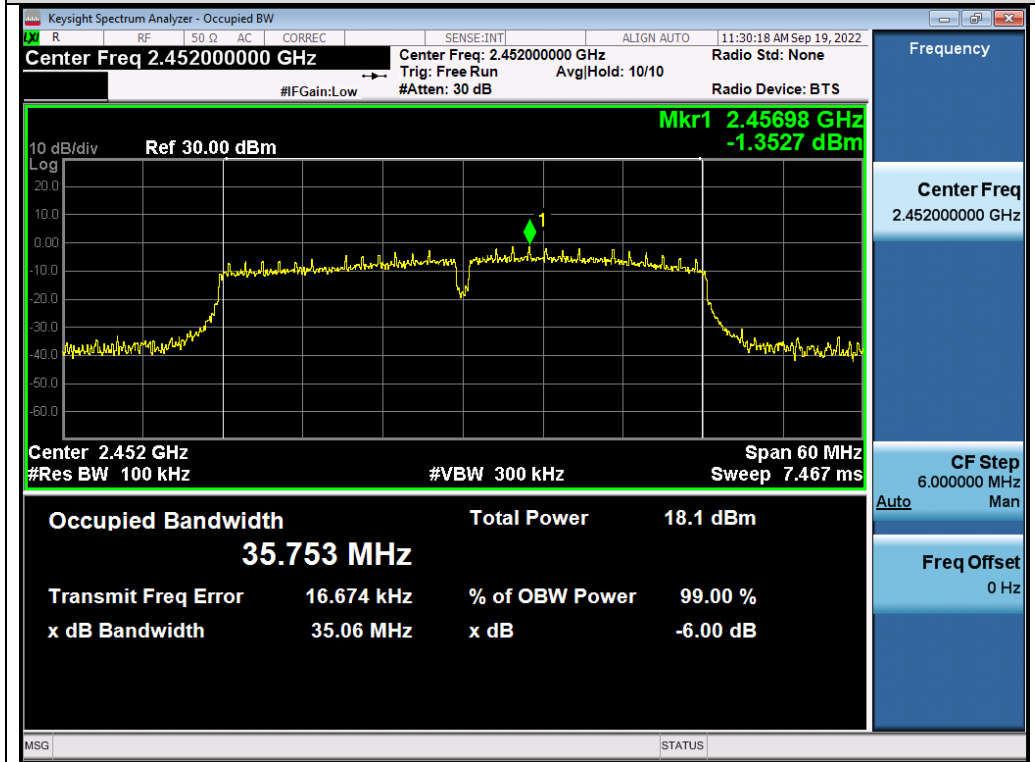 Keysight Spectrum Analyzer - Occupied BW
LXI R RF 50 Ω AC CORREC SENSE:INT ALIGN AUTO 11:30:18 AM Sep 19, 2022
Center Freq 2.452000000 GHz
Center Freq: 2.452000000 GHz
Radio Std: None
Trig: Free Run Avg|Hold: 10/10
#IFGain:Low
#Atten: 30 dB
Radio Device: BTS
Mkr1 2.45698 GHz
-1.3527 dBm
10 dB/div Ref 30.00 dBm
Log
20.0
10.0
1
0.00
-10.0
-20.0
-30.0
-40.0
-50.0
-60.0
Center 2.452 GHz
Span 60 MHz
#Res BW 100 kHz
#VBW 300 kHz
Sweep 7.467 ms
Occupied Bandwidth
Total Power 18.1 dBm
35.753 MHz
Transmit Freq Error 16.674 kHz
% of OBW Power 99.00 %
x dB Bandwidth 35.06 MHz
x dB -6.00 dB
MSG
STATUS
Frequency
Center Freq
2.452000000 GHz
CF Step
6.000000 MHz
Auto Man
Freq Offset
0 Hz